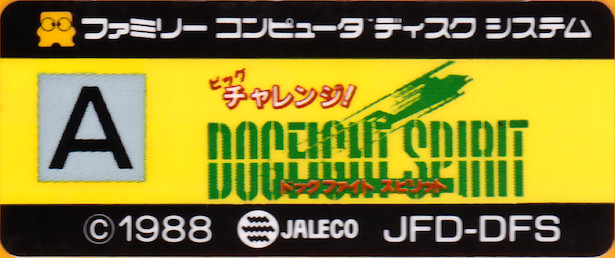 ファミリー コンピュータ ディスク システム
A
ビッグ
チャレンジ!
DOGFIGHT SPIRIT
ドッグファイト スピリット
©1988 JALECO JFD-DFS